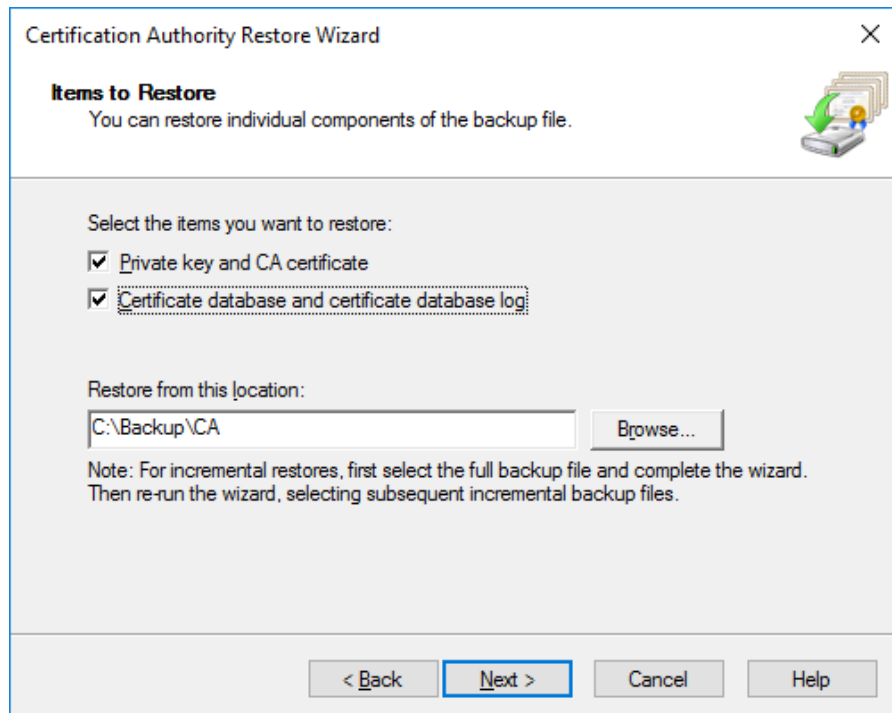 Certification Authority Restore Wizard
Items to Restore
You can restore individual components of the backup file.
Select the items you want to restore:
Private key and CA certificate
Certificate database and certificate database log
Restore from this location:
C:\Backup\CA
Browse...
Note: For incremental restores, first select the full backup file and complete the wizard.
Then re-run the wizard, selecting subsequent incremental backup files.
< Back
Next >
Cancel
Help